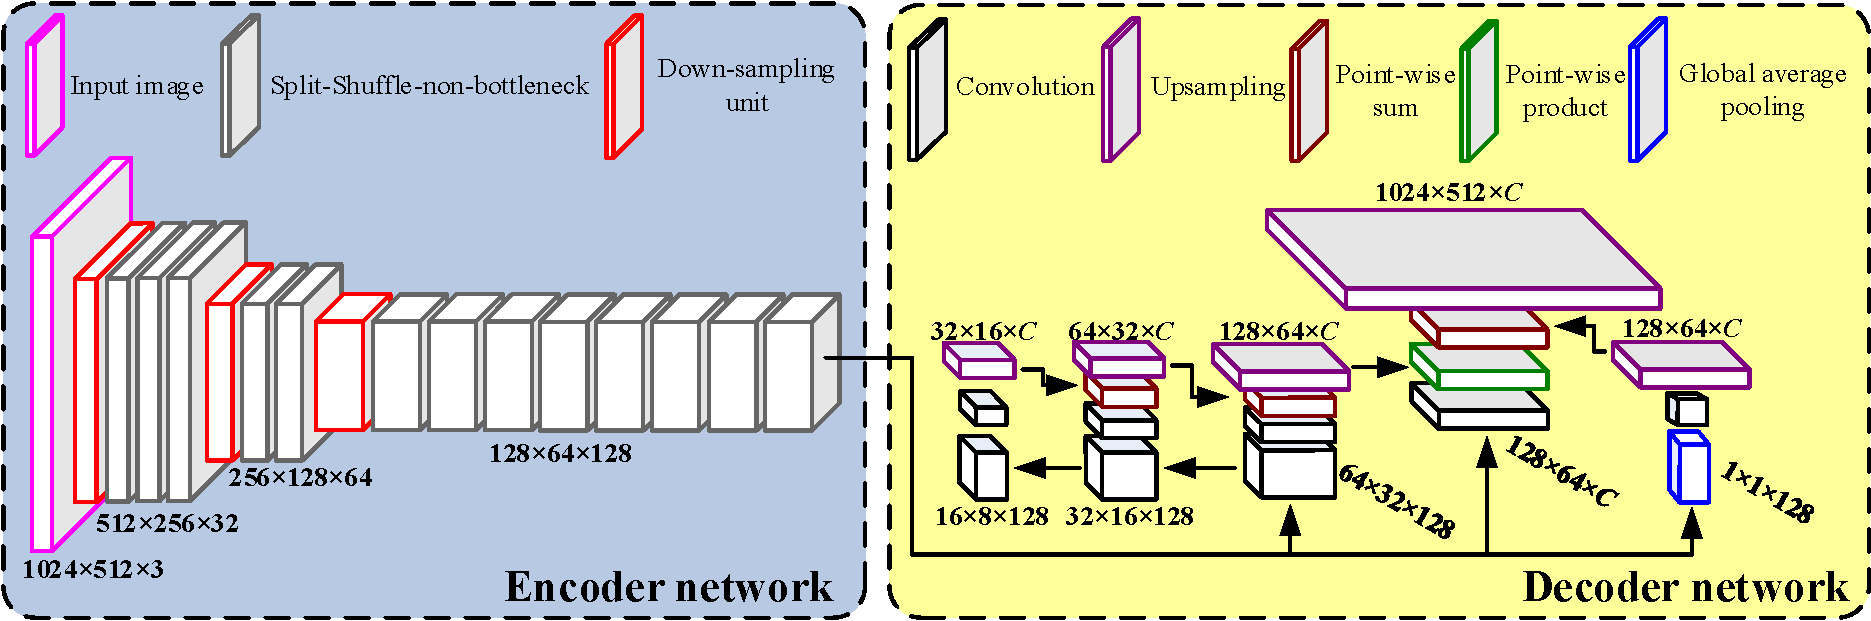 Input image
Split-Shuffle-non-bottleneck
Down-sampling
unit
1024×512×3
512×256×32
256×128×64
128×64×128
Encoder network
Convolution
Upsampling
Point-wise
sum
Point-wise
product
Global average
pooling
1024×512×C
32×16×C
64×32×C
128×64×C
128×64×C
16×8×128
32×16×128
64×32×128
128×64×C
1×1×128
Decoder network